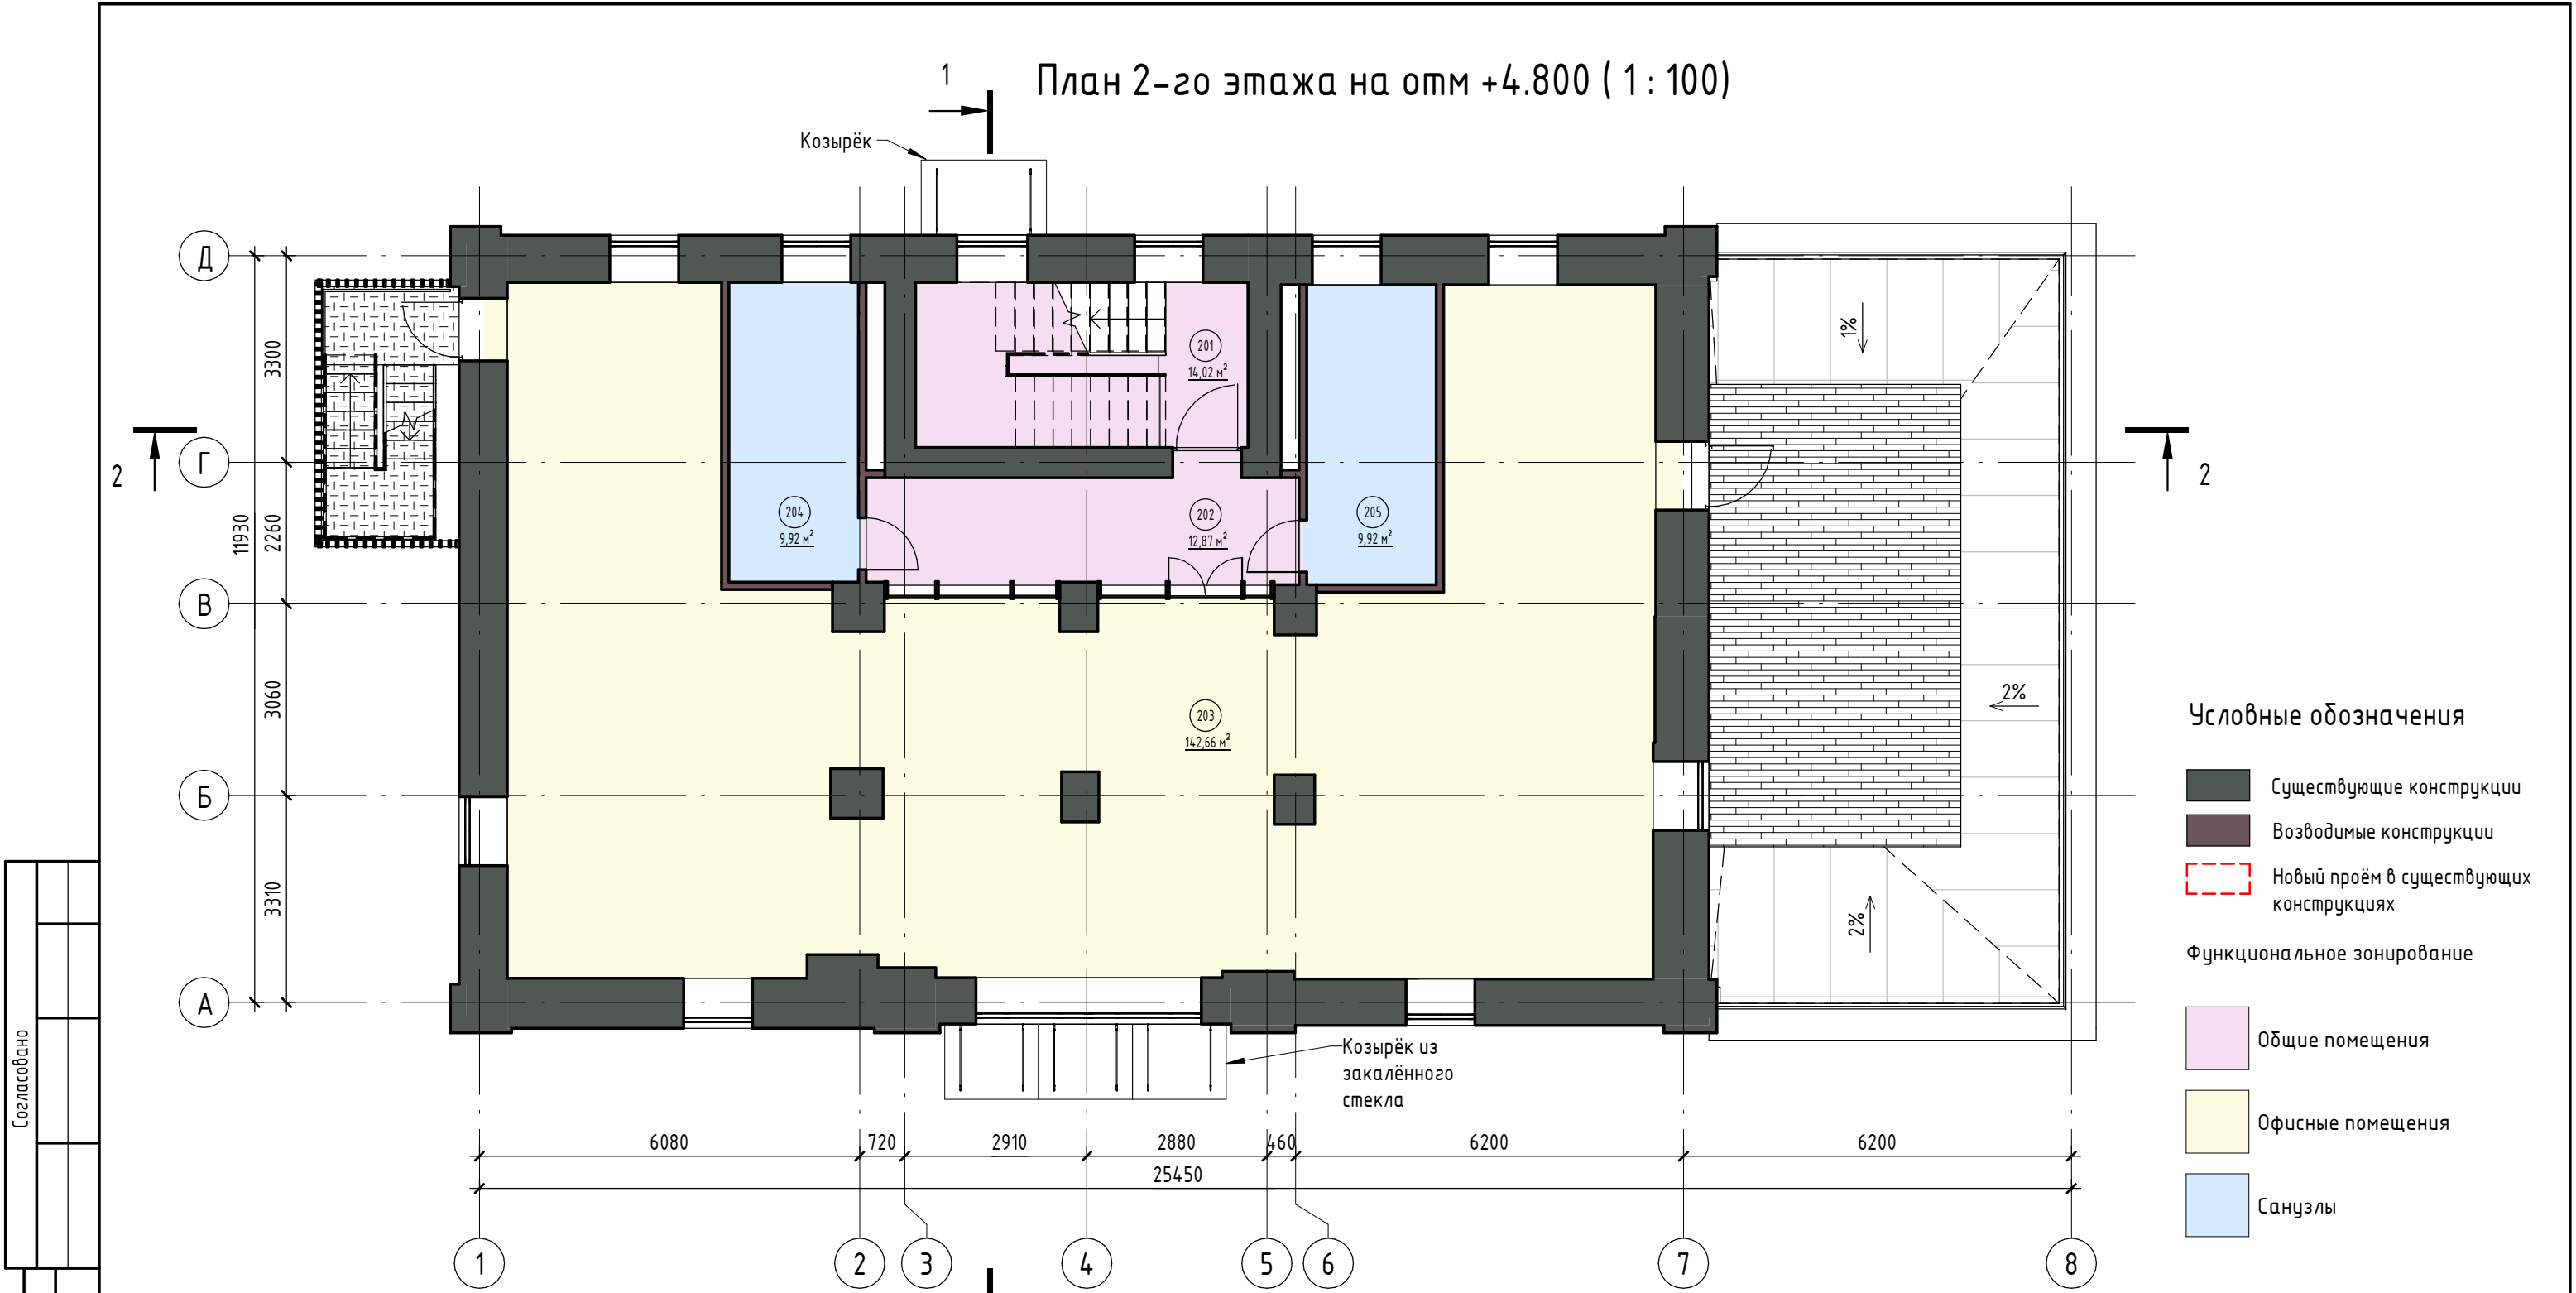 План 2-го этажа на отм +4.800 ( 1 : 100)
1
Козырёк
Д
Г
В
Б
А
3300
2260
3060
3310
11930
2
2
201
14,02 м²
202
12,87 м²
204
9,92 м²
205
9,92 м²
203
142,66 м²
1%
2%
2%
Козырёк из
закалённого
стекла
6080
720
2910
2880
460
6200
6200
25450
1
2
3
4
5
6
7
8
Условные обозначения
Существующие конструкции
Возводимые конструкции
Новый проём в существующих
конструкциях
Функциональное зонирование
Общие помещения
Офисные помещения
Санузлы
Согласовано